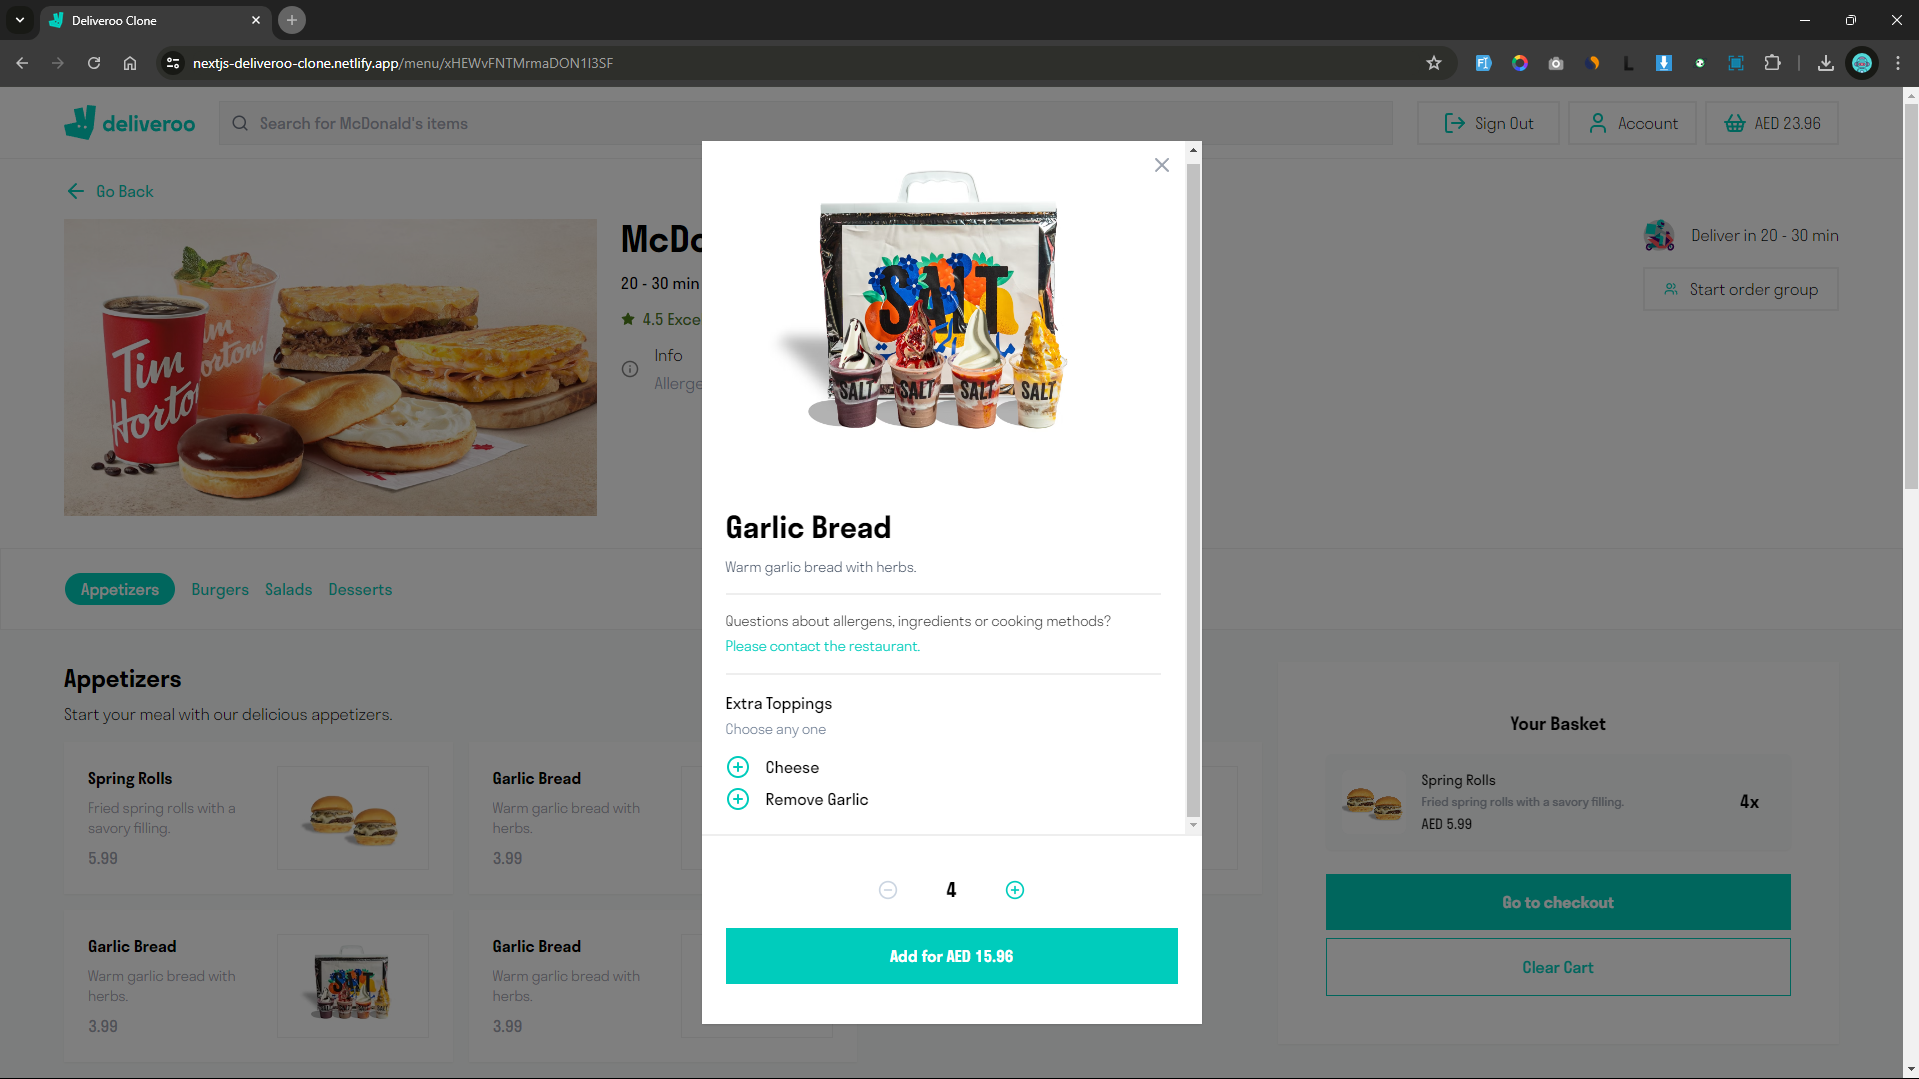 Deliveroo Clone
nextjs-deliveroo-clone.netlify.app/menu/xHEWvFNTMrmaDON1I3SF
deliveroo
Search for McDonald's items
Sign Out
Account
AED 23.96
Go Back
Tim
Hortons
McDo
20 - 30 min
4.5 Exce
Info
Allerge
Deliver in 20 - 30 min
Start order group
SALT
SALT SALT SALT SALT
Garlic Bread
Warm garlic bread with herbs.
Questions about allergens, ingredients or cooking methods?
Please contact the restaurant.
Extra Toppings
Choose any one
Cheese
Remove Garlic
4
Add for AED 15.96
Appetizers
Burgers
Salads
Desserts
Appetizers
Start your meal with our delicious appetizers.
Spring Rolls
Fried spring rolls with a
savory filling.
5.99
Garlic Bread
Warm garlic bread with
herbs.
3.99
Garlic Bread
Warm garlic bread with
herbs.
3.99
Garlic Bread
Warm garlic bread with
herbs.
3.99
Your Basket
Spring Rolls
Fried spring rolls with a savory filling.
AED 5.99
4x
Go to checkout
Clear Cart